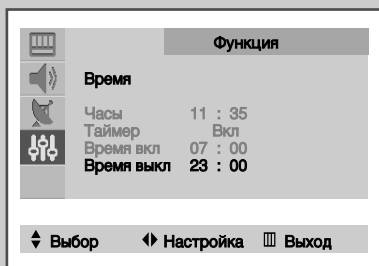 Функция
Время
Часы 11 : 35
Таймер Вкл
Время вкл 07 : 00
Время выкл 23 : 00
Выбор Настройка Выход